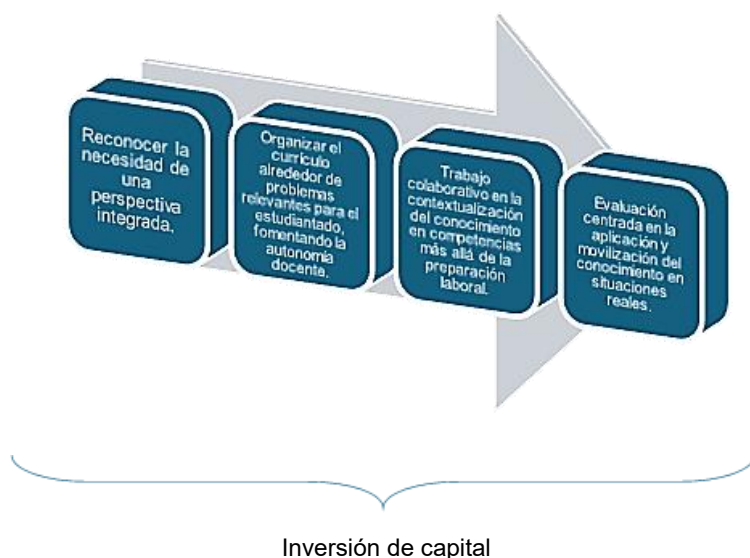 Reconocer la
necesidad de
una
perspectiva
integrada.
Organizar el
currículo
alrededor de
problemas
relevantes para el
estudiantado,
fomentando la
autonomía
docente.
Trabajo
colaborativo en la
contextualización
del conocimiento
en competencias
más allá de la
preparación
laboral.
Evaluación
centrada en la
aplicación y
movilización del
conocimiento en
situaciones
reales.
Inversión de capital